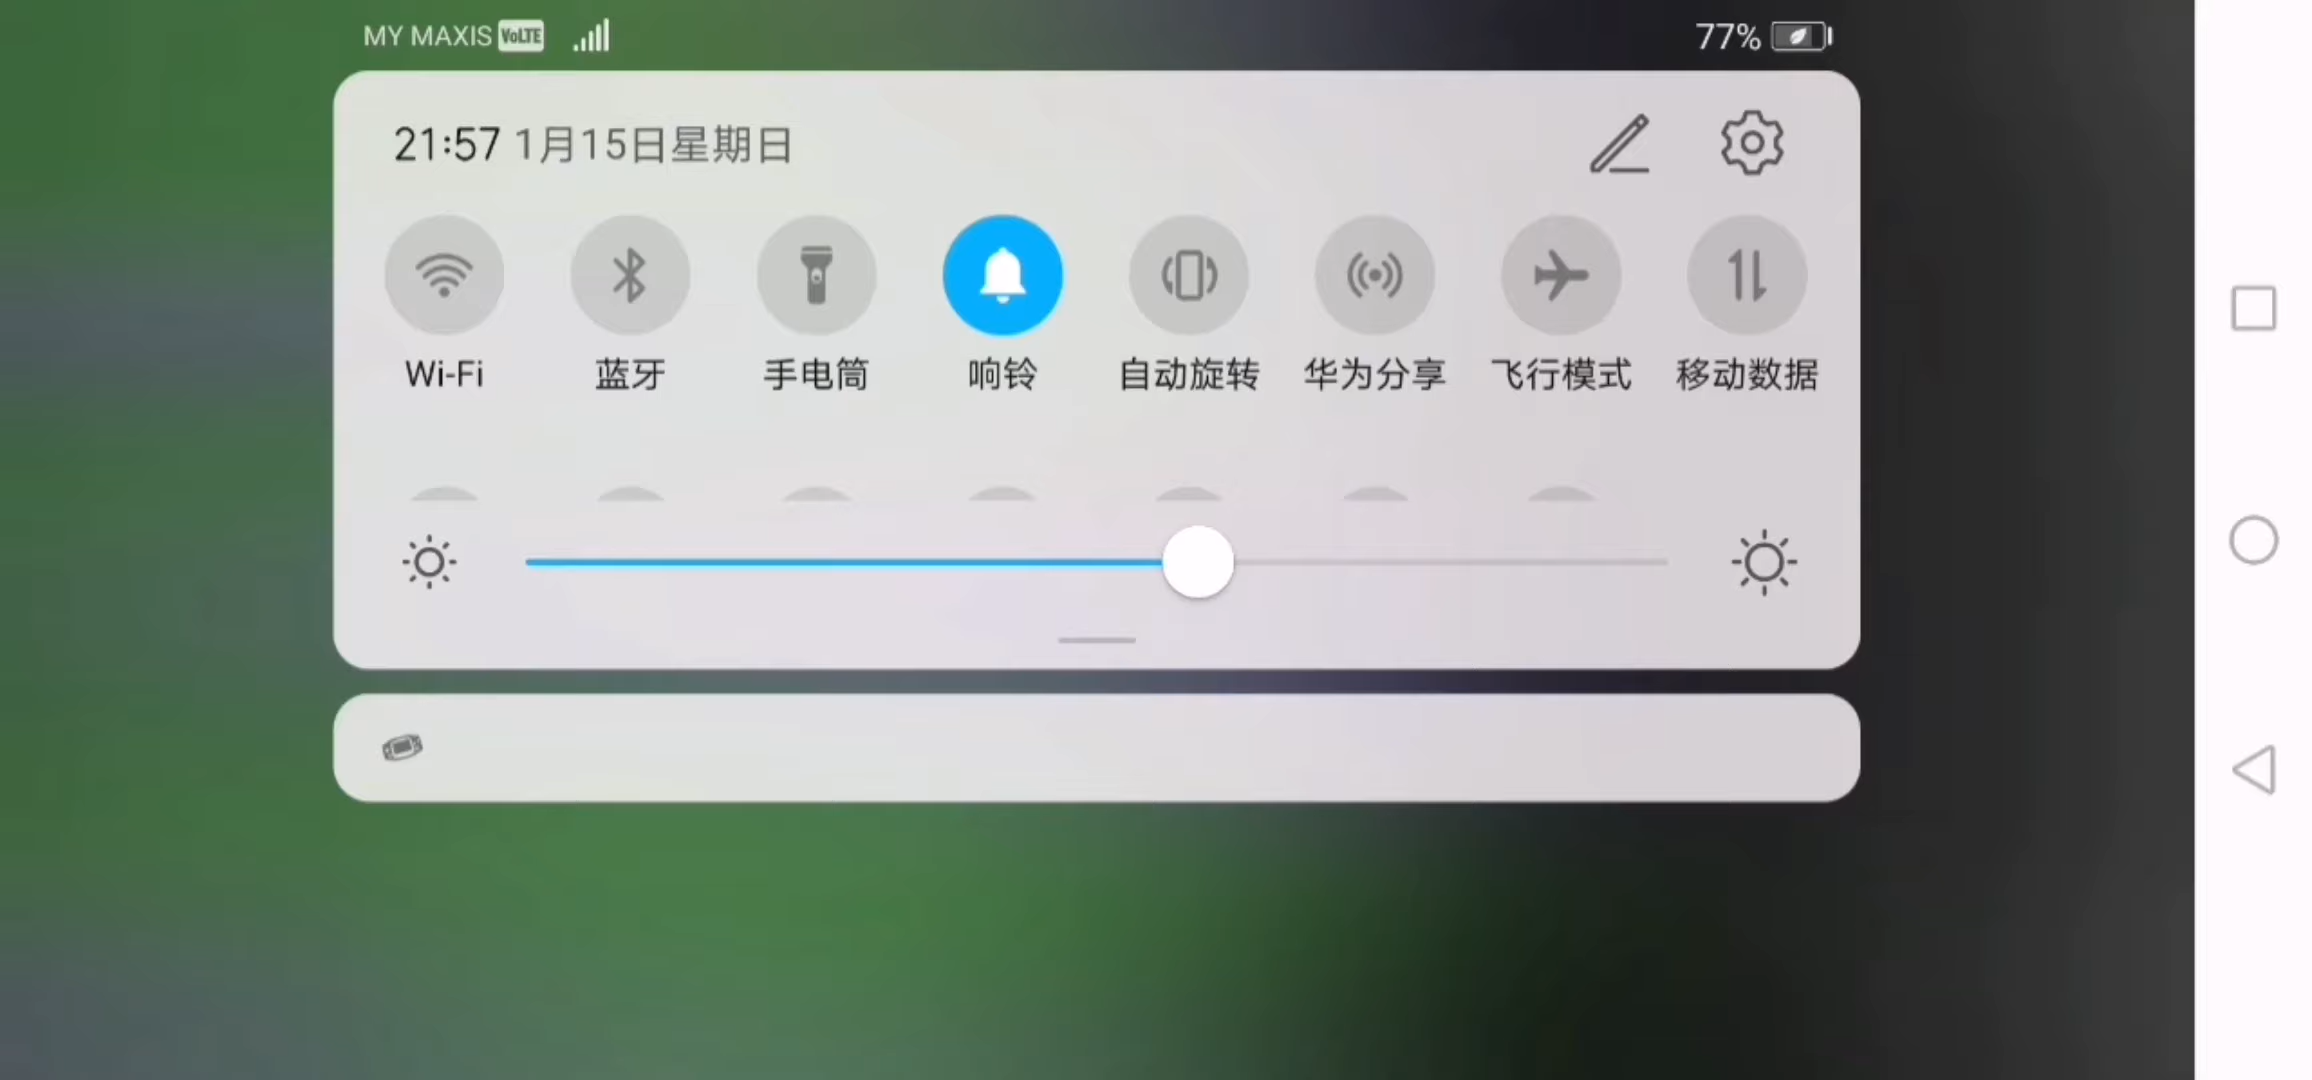 MY MAXIS VoLTE 77%
21:57 1月15日星期日
Wi-Fi 蓝牙 手电筒 响铃 自动旋转 华为分享 飞行模式 移动数据